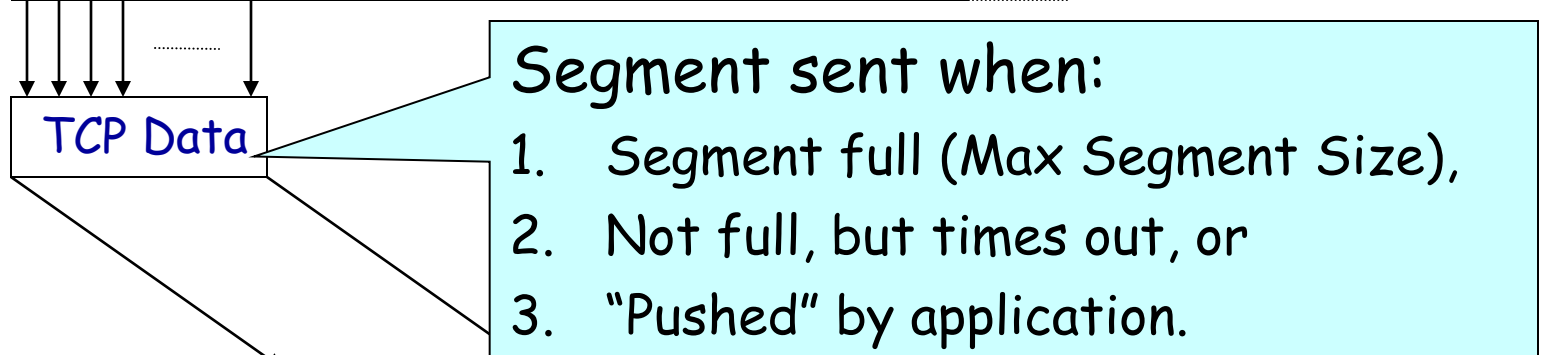 TCP Data
Segment sent when:
1. Segment full (Max Segment Size),
2. Not full, but times out, or
3. “Pushed” by application.